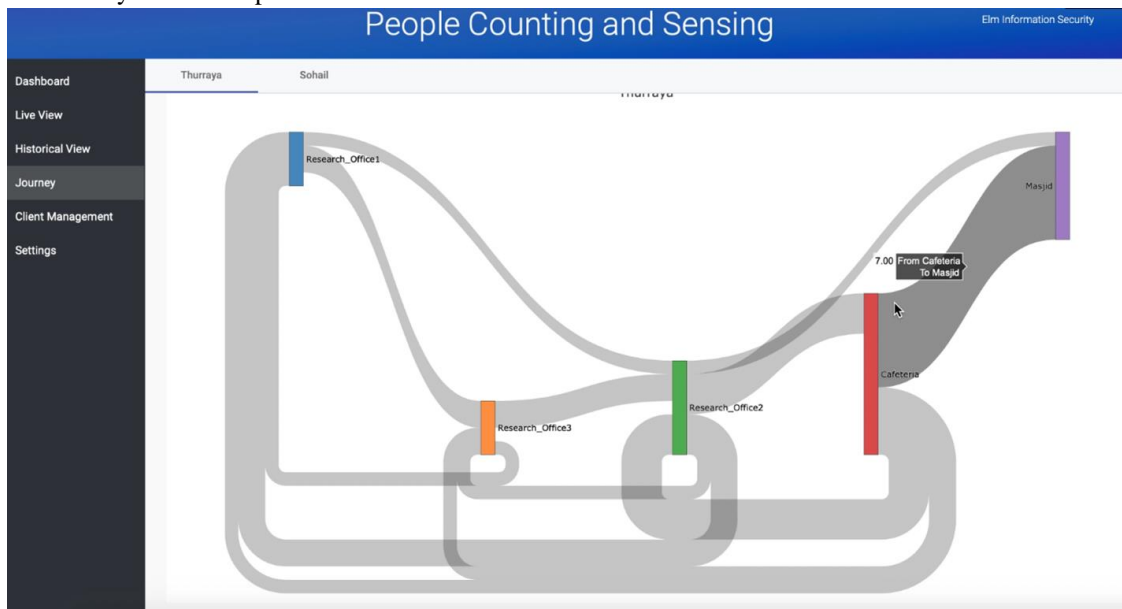 People Counting and Sensing
Elm Information Security
Dashboard
Live View
Historical View
Journey
Client Management
Settings
Thurraya
Sohail
Thurraya
Research_Office1
Masjid
7.00 From Cafeteria
To Masjid
Cafeteria
Research_Office2
Research_Office3